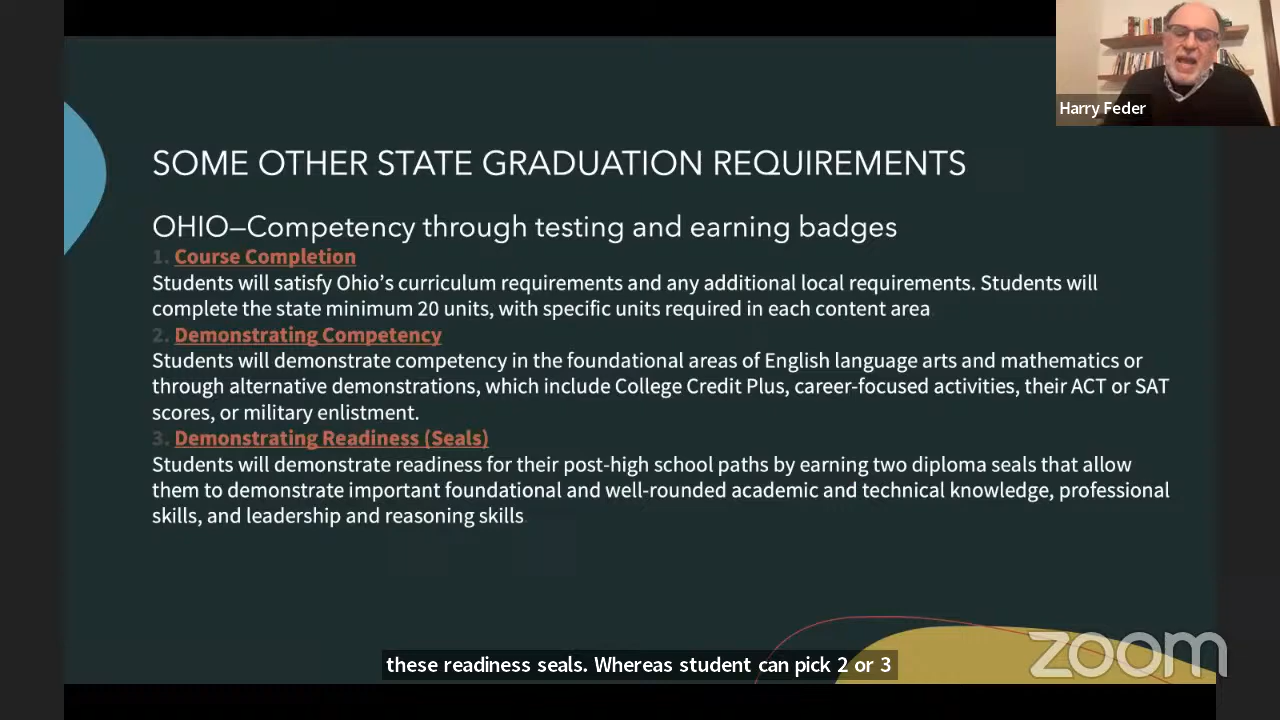 Harry Feder
SOME OTHER STATE GRADUATION REQUIREMENTS
OHIO—Competency through testing and earning badges
1. Course Completion
Students will satisfy Ohio’s curriculum requirements and any additional local requirements. Students will
complete the state minimum 20 units, with specific units required in each content area
2. Demonstrating Competency
Students will demonstrate competency in the foundational areas of English language arts and mathematics or
through alternative demonstrations, which include College Credit Plus, career-focused activities, their ACT or SAT
scores, or military enlistment.
3. Demonstrating Readiness (Seals)
Students will demonstrate readiness for their post-high school paths by earning two diploma seals that allow
them to demonstrate important foundational and well-rounded academic and technical knowledge, professional
skills, and leadership and reasoning skills
these readiness seals. Whereas student can pick 2 or 3
zoom